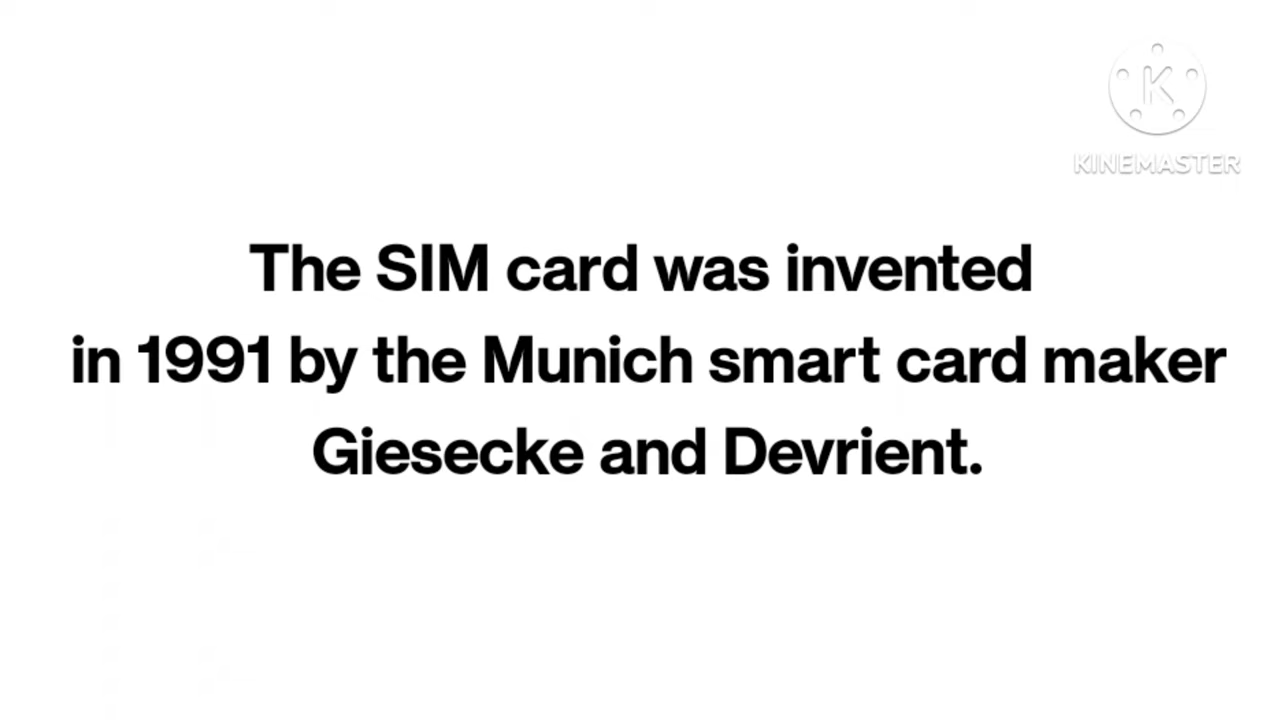 KINEMASTER
The SIM card was invented
in 1991 by the Munich smart card maker
Giesecke and Devrient.